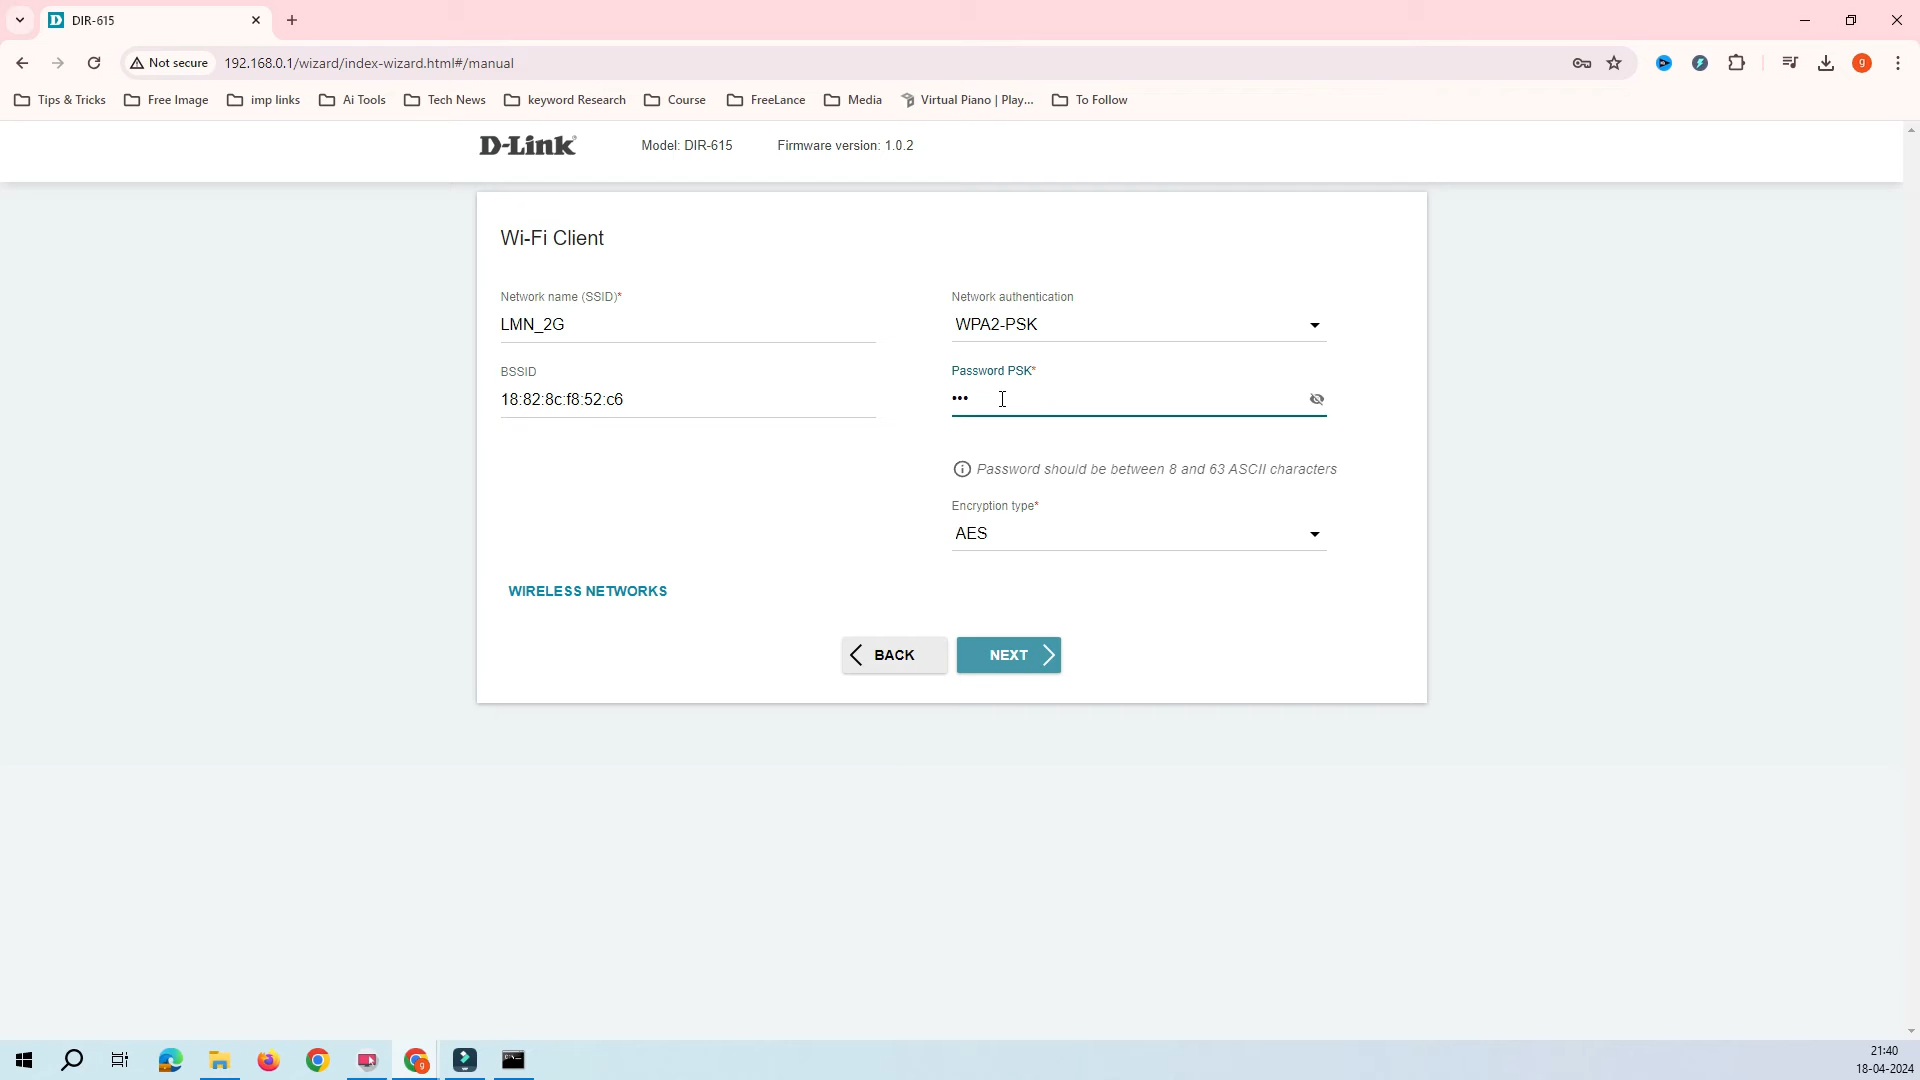 DIR-615
Not secure
192.168.0.1/wizard/index-wizard.html#/manual
g
Tips & Tricks
Free Image
imp links
Ai Tools
Tech News
keyword Research
Course
FreeLance
Media
Virtual Piano | Play...
To Follow
D-Link
Model: DIR-615
Firmware version: 1.0.2
Wi-Fi Client
Network name (SSID)*
LMN_2G
Network authentication
WPA2-PSK
BSSID
18:82:8c:f8:52:c6
Password PSK*
•••
Password should be between 8 and 63 ASCII characters
Encryption type*
AES
WIRELESS NETWORKS
BACK
NEXT
21:40
18-04-2024